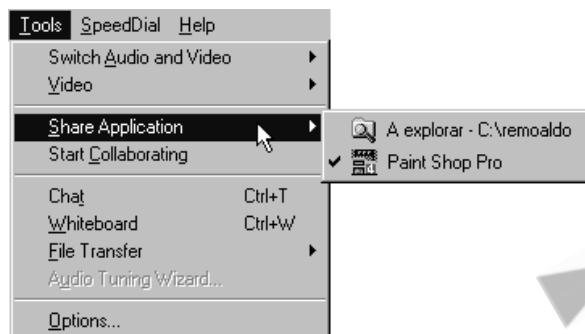 Tools SpeedDial Help
Switch Audio and Video
Video
Share Application
Start Collaborating
A explorar - C:\remoaldo
Paint Shop Pro
Chat Ctrl+T
Whiteboard Ctrl+W
File Transfer
Audio Tuning Wizard...
Options...